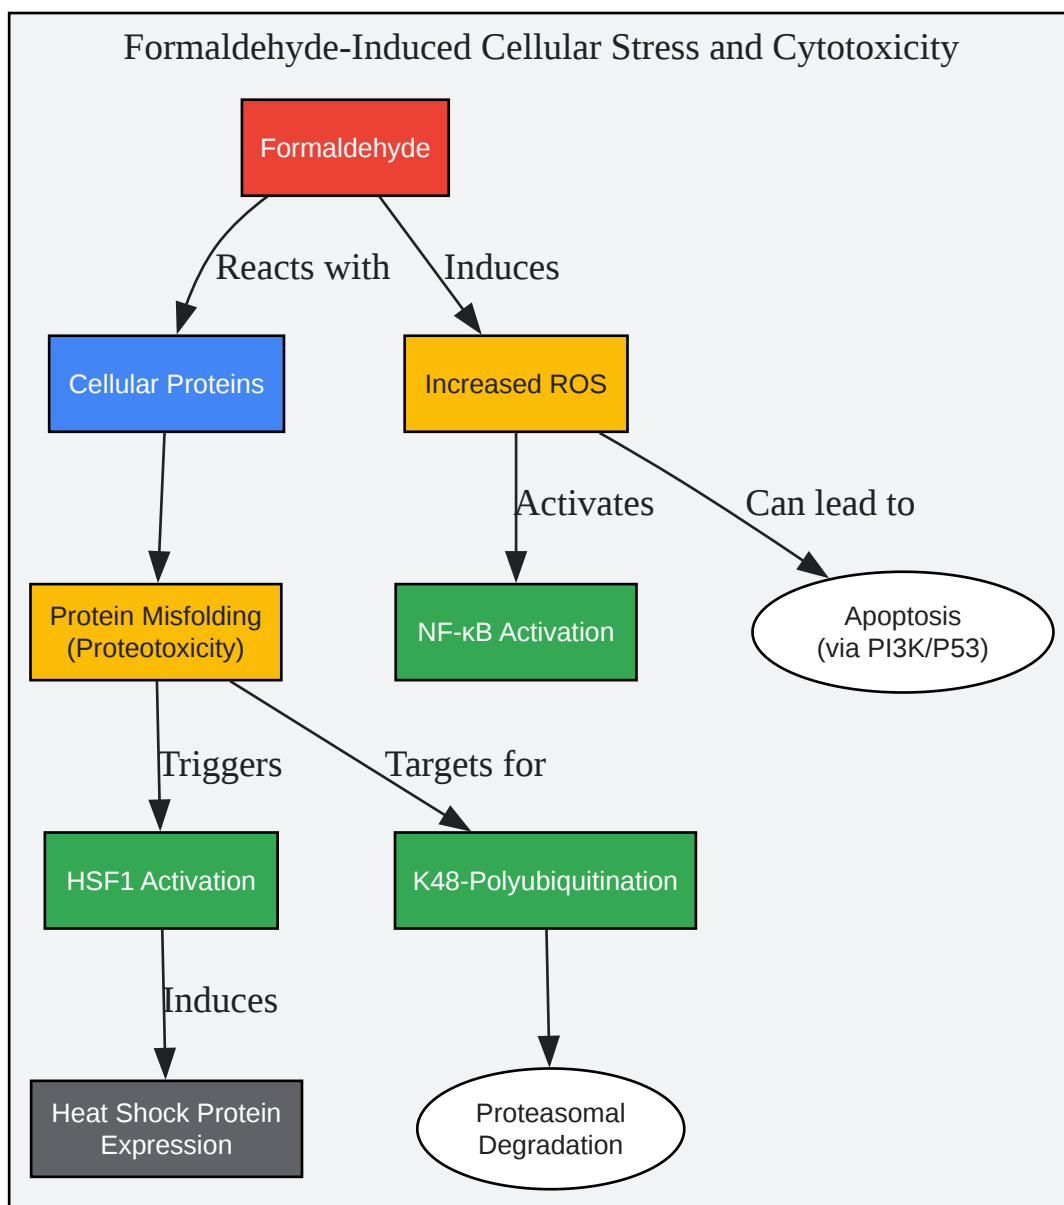 Formaldehyde-Induced Cellular Stress and Cytotoxicity
Formaldehyde
Reacts with
Induces
Cellular Proteins
Increased ROS
Activates
Can lead to
Protein Misfolding
(Proteotoxicity)
NF-κB Activation
Apoptosis
(via PI3K/P53)
Triggers
Targets for
HSF1 Activation
K48-Polyubiquitination
Induces
Heat Shock Protein
Expression
Proteasomal
Degradation